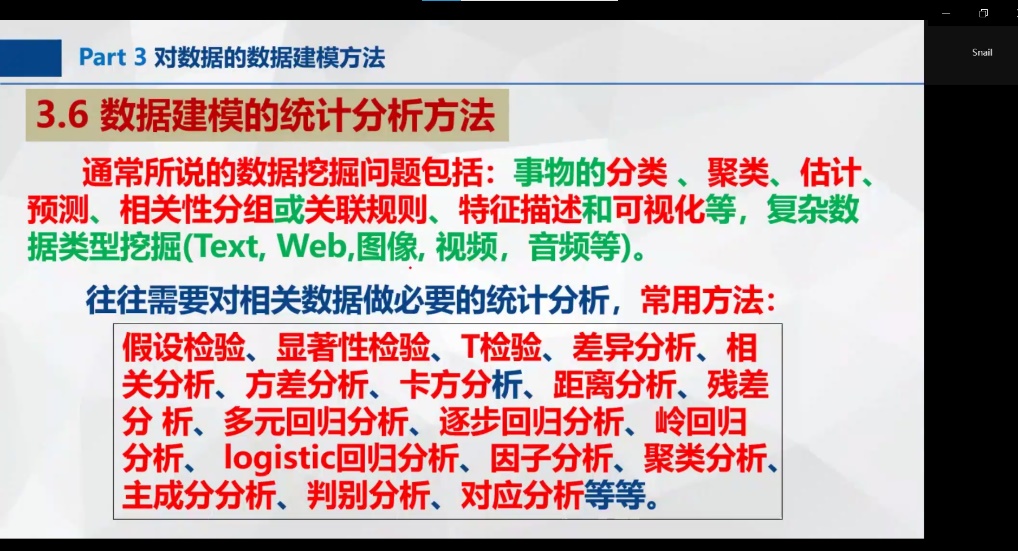 Part 3 对数据的数据建模方法
Snail
3.6 数据建模的统计分析方法
通常所说的数据挖掘问题包括：事物的分类 、聚类、估计、
预测、相关性分组或关联规则、特征描述和可视化等，复杂数
据类型挖掘(Text, Web,图像, 视频，音频等)。
往往需要对相关数据做必要的统计分析，常用方法：
假设检验、显著性检验、T检验、差异分析、相
关分析、方差分析、卡方分析、距离分析、残差
分 析、多元回归分析、逐步回归分析、岭回归
分析、 logistic回归分析、因子分析、聚类分析、
主成分分析、判别分析、对应分析等等。